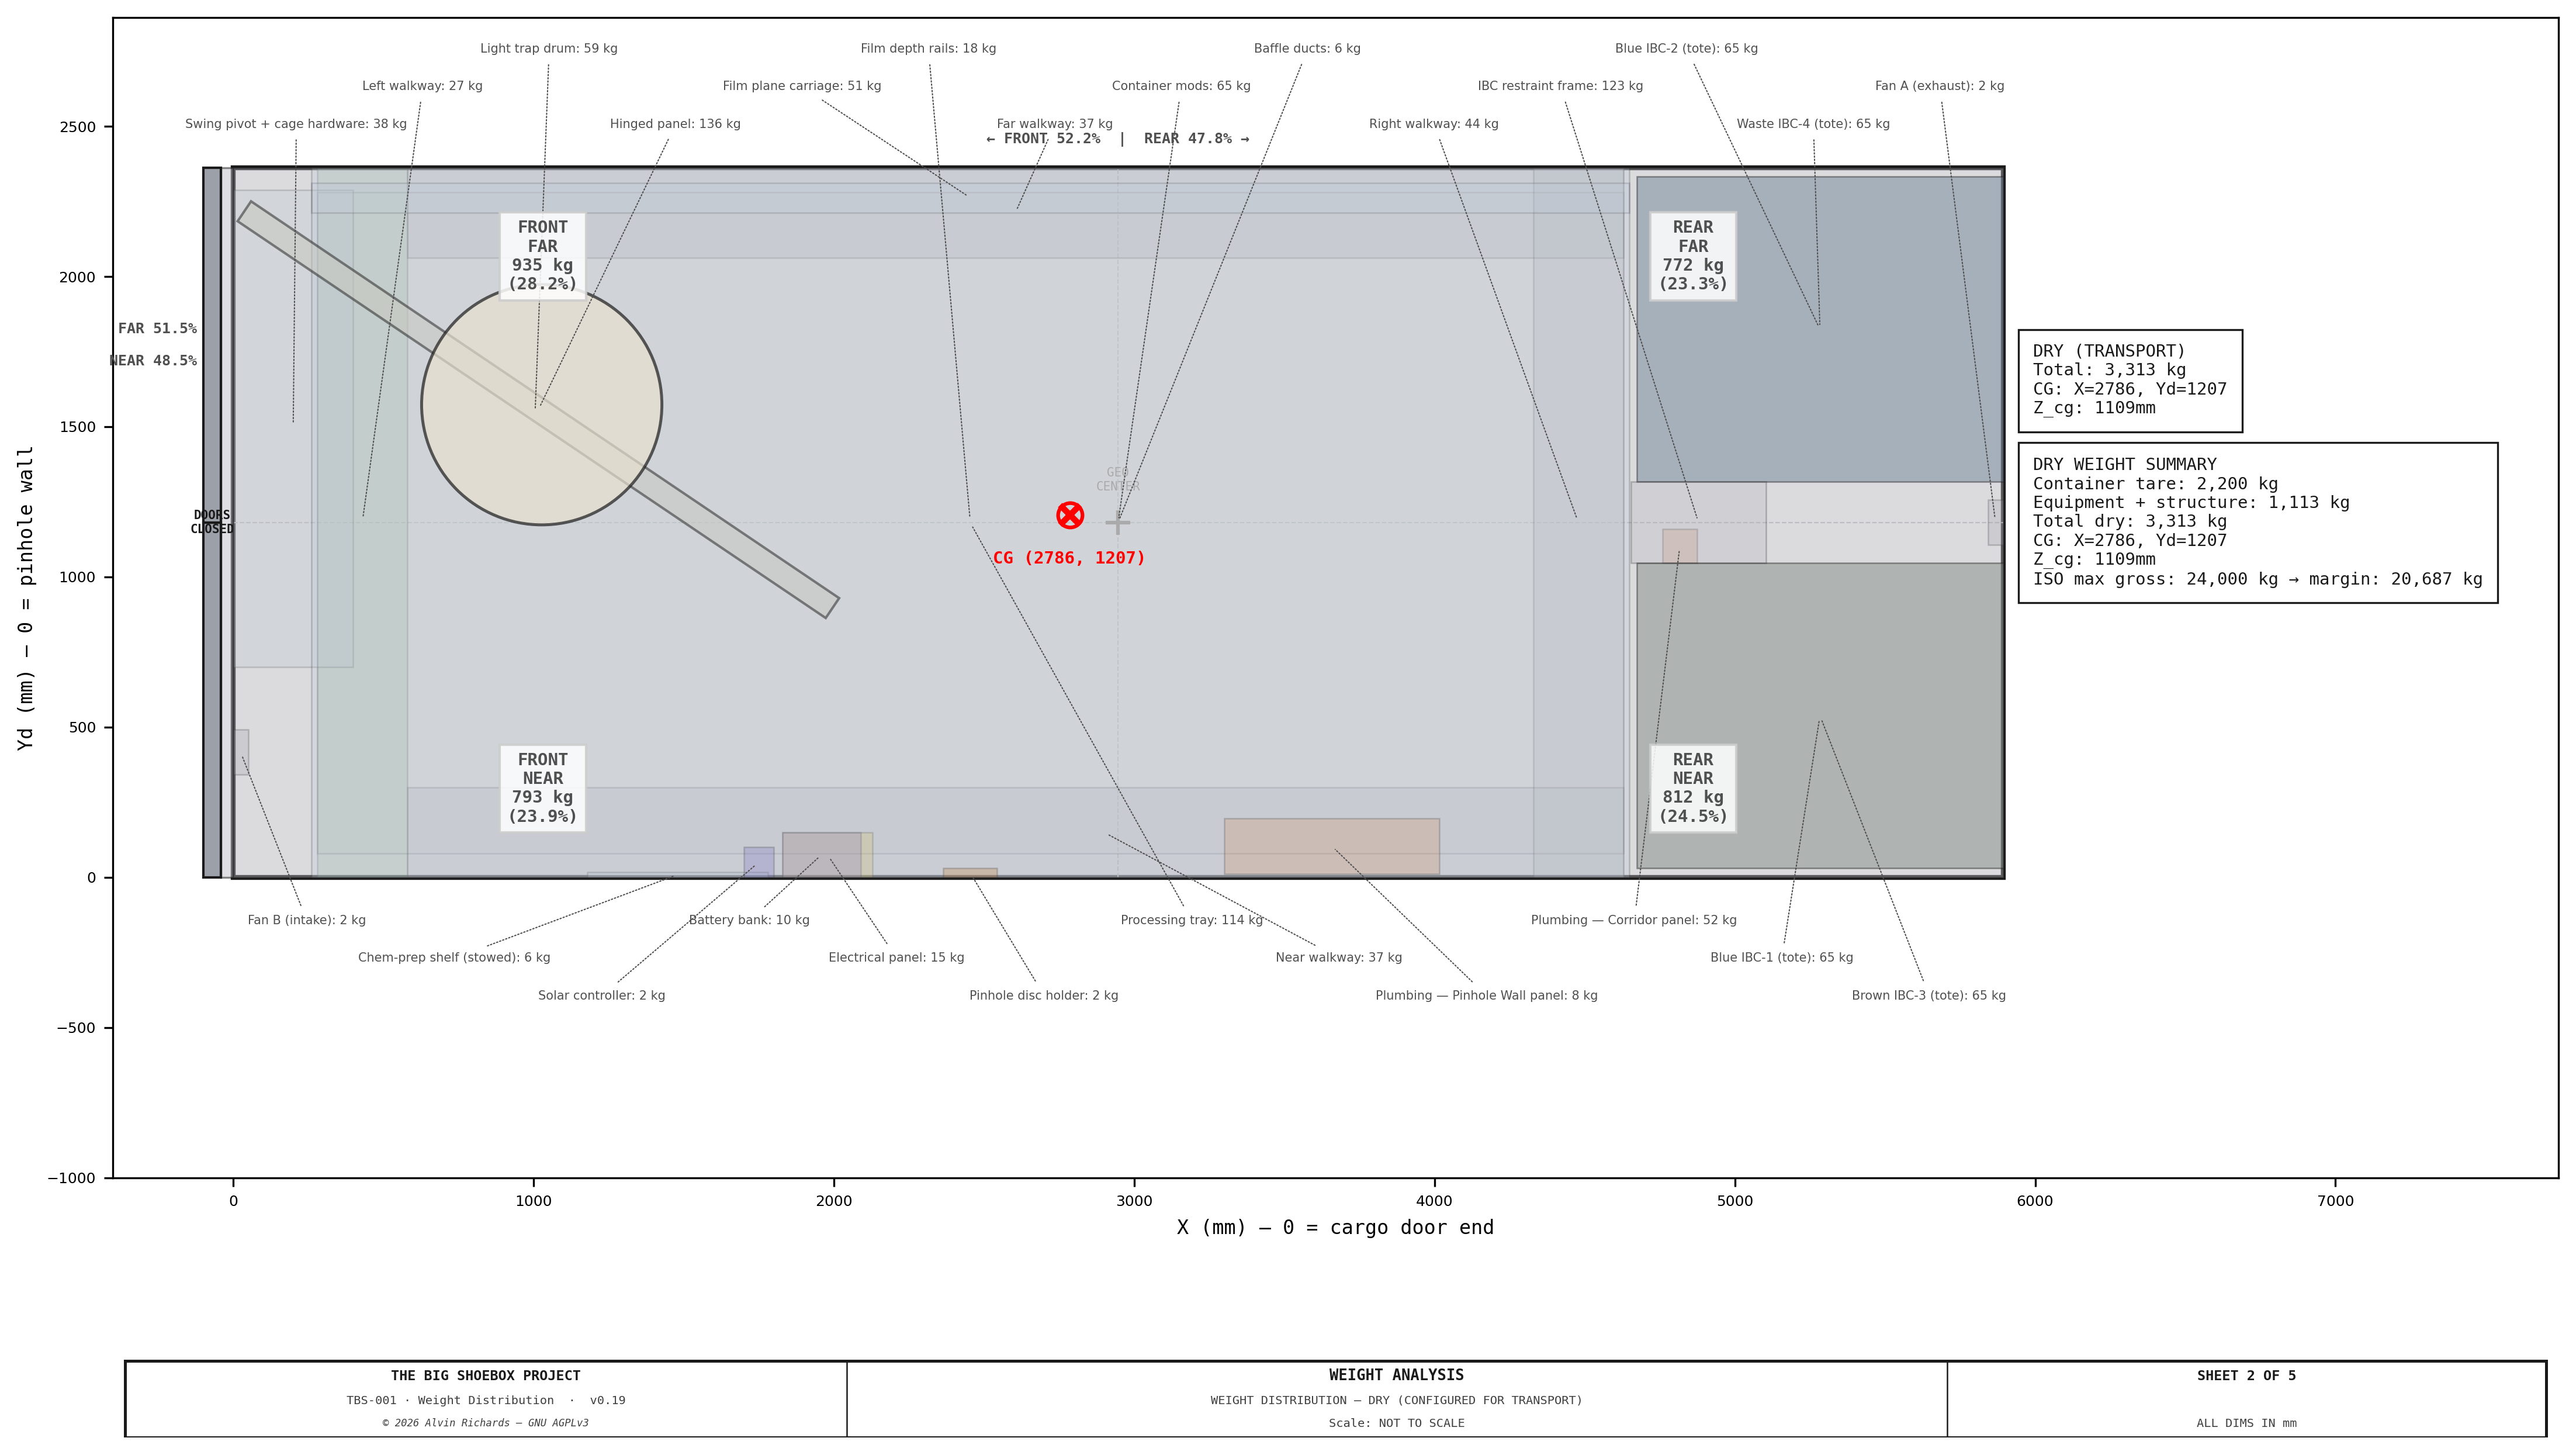 Light trap drum: 59 kg
Film depth rails: 18 kg
Baffle ducts: 6 kg
Blue IBC-2 (tote): 65 kg
Left walkway: 27 kg
Film plane carriage: 51 kg
Container mods: 65 kg
IBC restraint frame: 123 kg
Fan A (exhaust): 2 kg
Swing pivot + cage hardware: 38 kg
Hinged panel: 136 kg
Far walkway: 37 kg
Right walkway: 44 kg
Waste IBC-4 (tote): 65 kg
← FRONT 52.2% | REAR 47.8% →
2500
2000
1500
1000
500
0
−500
−1000
Yd (mm) — 0 = pinhole wall
FRONT
FAR
935 kg
(28.2%)
REAR
FAR
772 kg
(23.3%)
FAR 51.5%
NEAR 48.5%
DOORS
CLOSED
GEO
CENTER
CG (2786, 1207)
DRY (TRANSPORT)
Total: 3,313 kg
CG: X=2786, Yd=1207
Z_cg: 1109mm
DRY WEIGHT SUMMARY
Container tare: 2,200 kg
Equipment + structure: 1,113 kg
Total dry: 3,313 kg
CG: X=2786, Yd=1207
Z_cg: 1109mm
ISO max gross: 24,000 kg → margin: 20,687 kg
FRONT
NEAR
793 kg
(23.9%)
REAR
NEAR
812 kg
(24.5%)
Fan B (intake): 2 kg
Battery bank: 10 kg
Processing tray: 114 kg
Plumbing — Corridor panel: 52 kg
Chem-prep shelf (stowed): 6 kg
Electrical panel: 15 kg
Near walkway: 37 kg
Blue IBC-1 (tote): 65 kg
Solar controller: 2 kg
Pinhole disc holder: 2 kg
Plumbing — Pinhole Wall panel: 8 kg
Brown IBC-3 (tote): 65 kg
0
1000
2000
3000
4000
5000
6000
7000
X (mm) — 0 = cargo door end
THE BIG SHOEBOX PROJECT
TBS-001 · Weight Distribution · v0.19
© 2026 Alvin Richards — GNU AGPLv3
WEIGHT ANALYSIS
WEIGHT DISTRIBUTION — DRY (CONFIGURED FOR TRANSPORT)
Scale: NOT TO SCALE
SHEET 2 OF 5
ALL DIMS IN mm